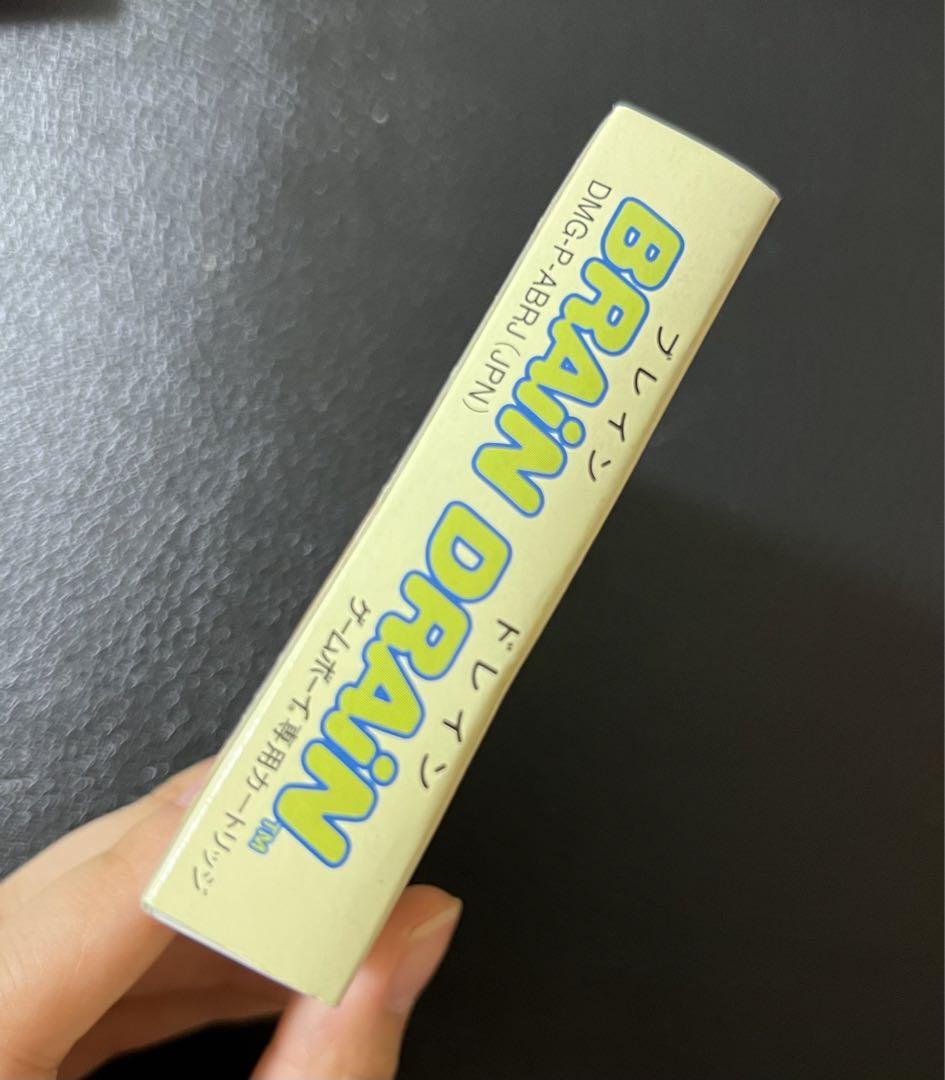 ブレイン ドレイン
BRAiN DRAiN™
DMG-P-ABRJ (JPN)
ゲームボーイ®専用カートリッジ